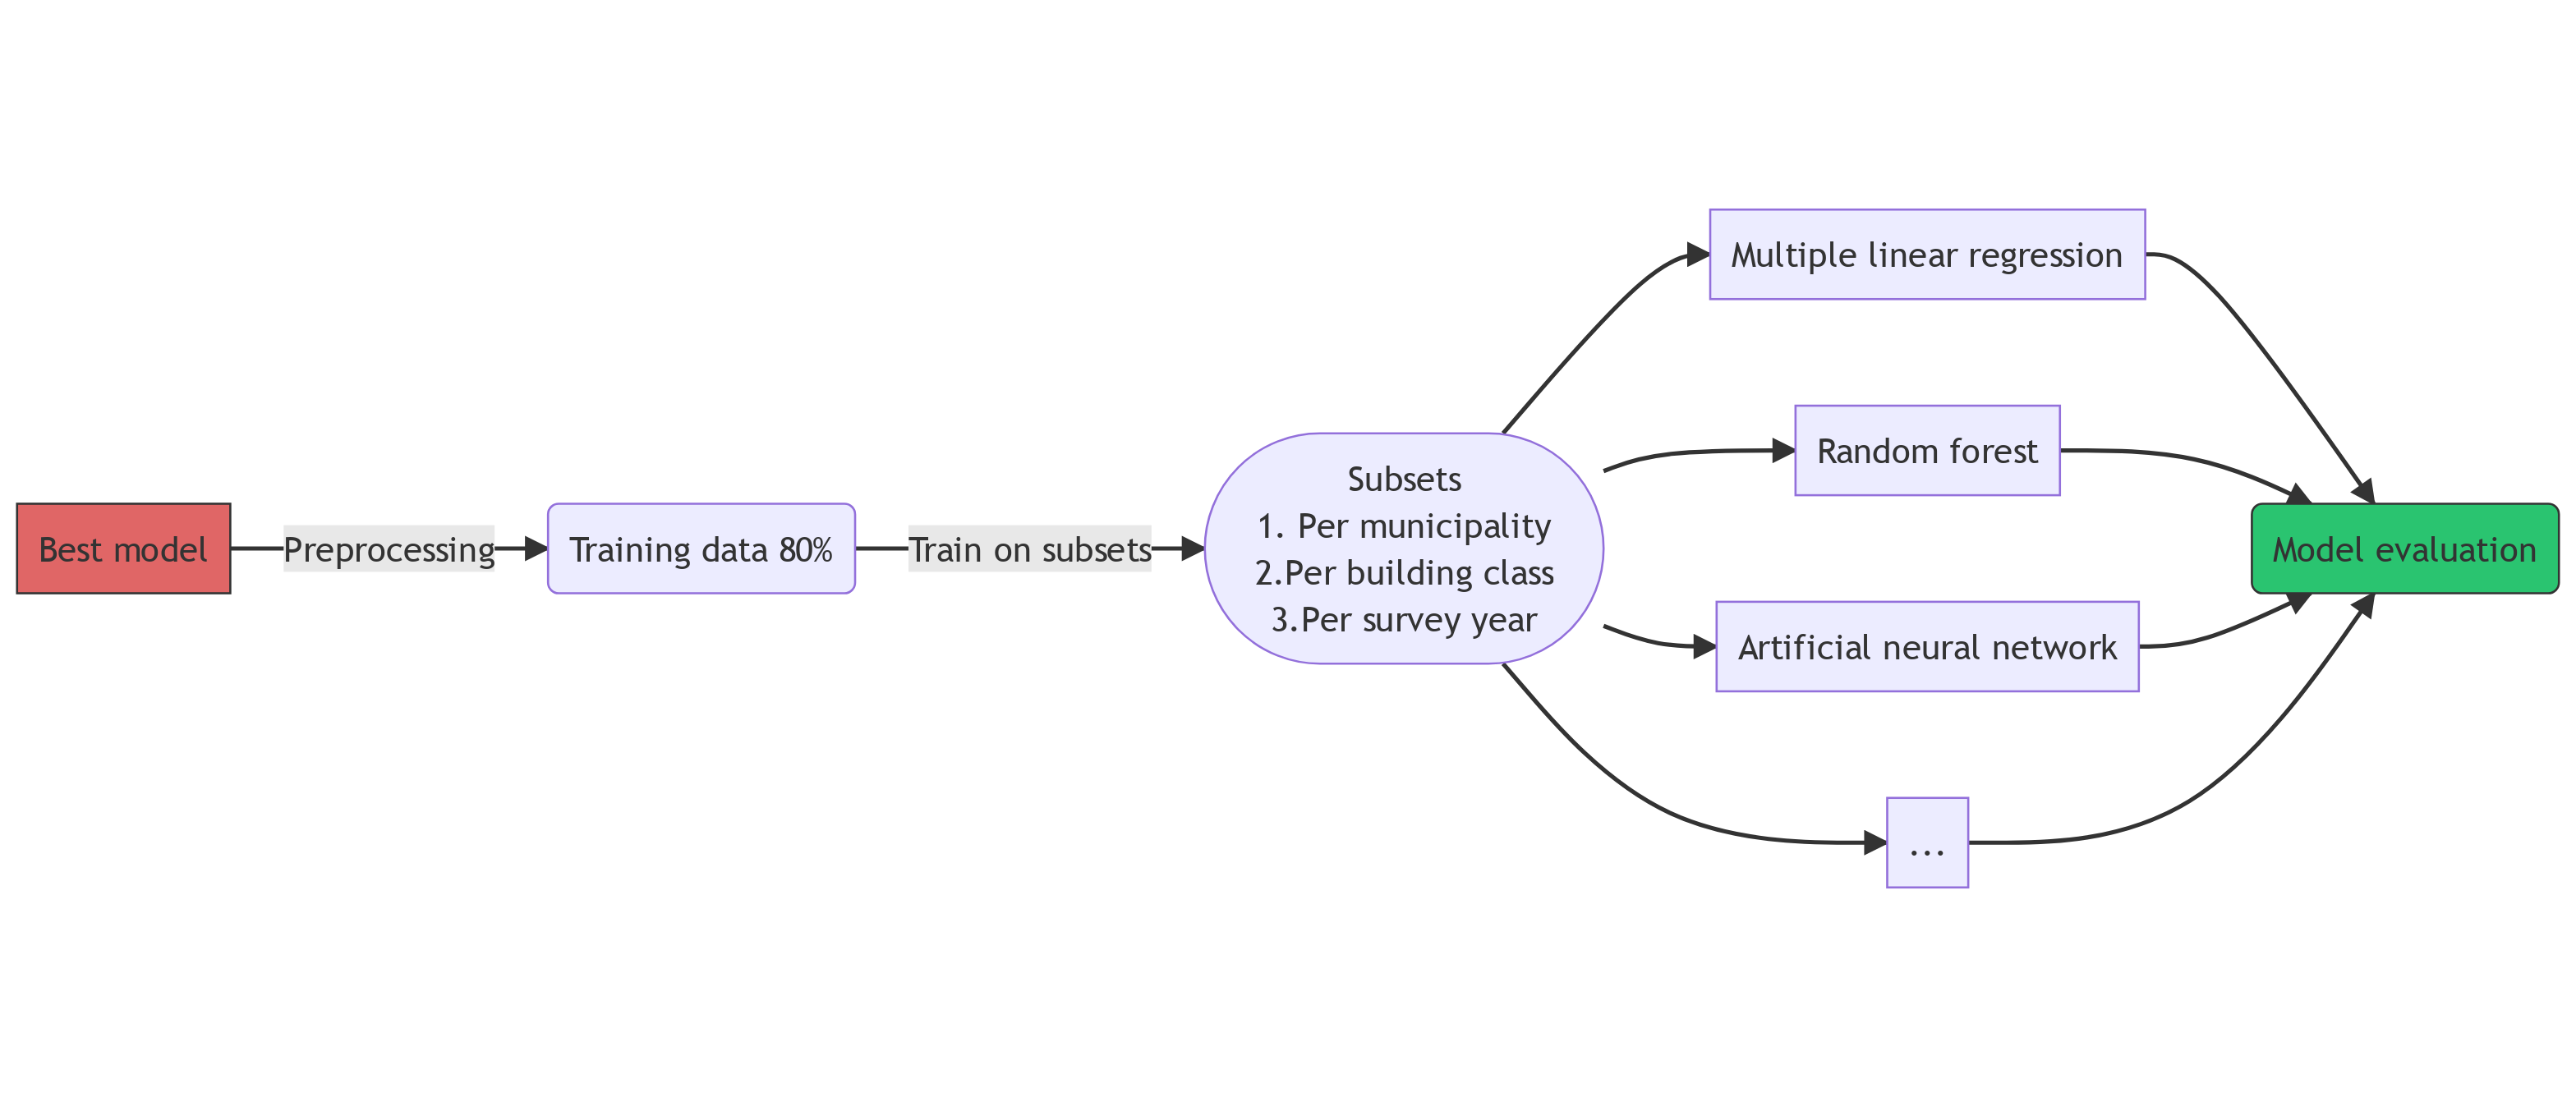 Best model
Preprocessing
Training data 80%
Train on subsets
Subsets
1. Per municipality
2.Per building class
3.Per survey year
Multiple linear regression
Random forest
Artificial neural network
...
Model evaluation